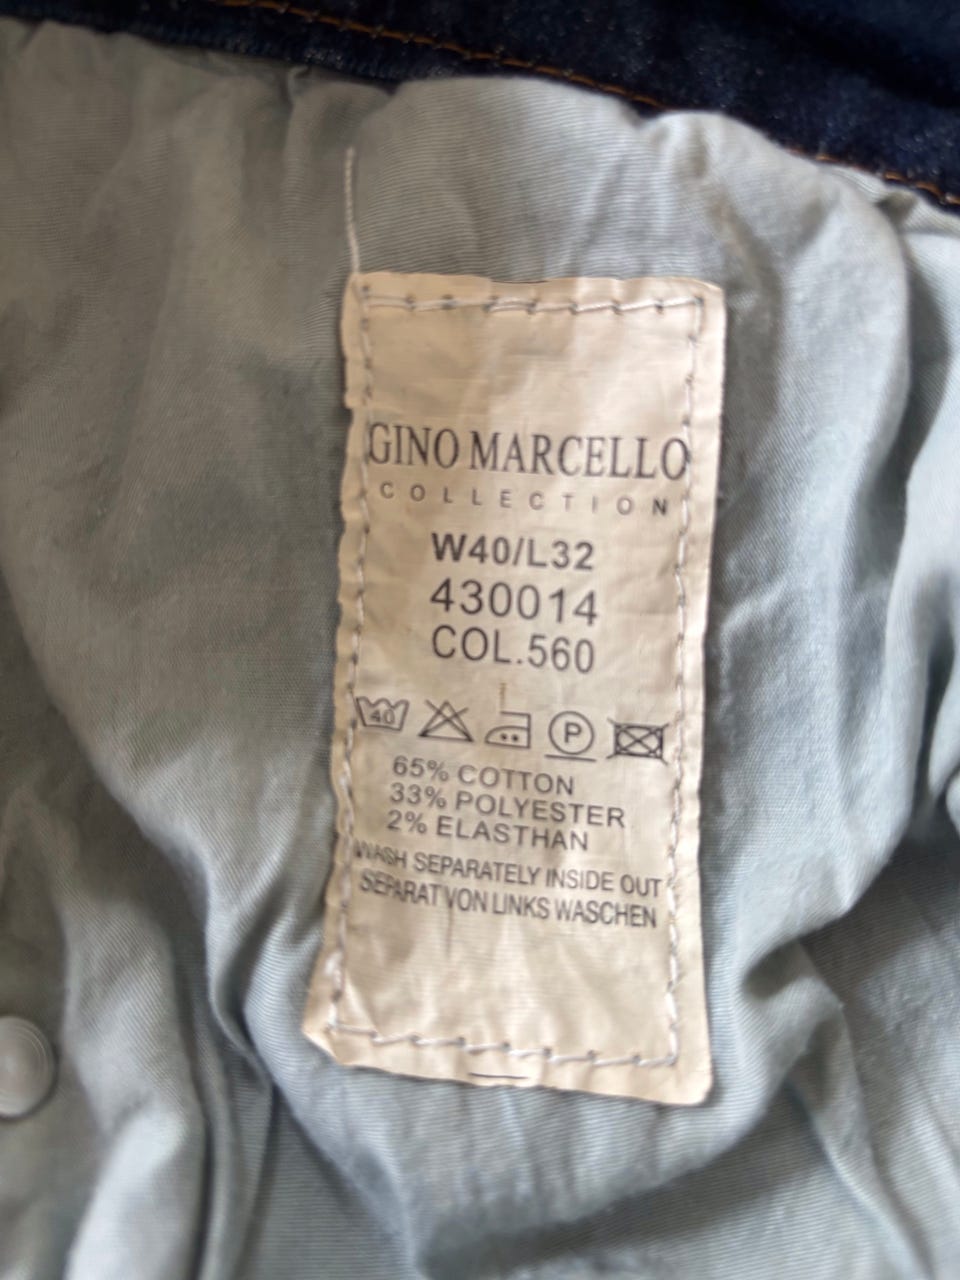 GINO MARCELLO
COLLECTION
W40/L32
430014
COL.560
40 P
65% COTTON
33% POLYESTER
2% ELASTHAN
WASH SEPARATELY INSIDE OUT
SEPARAT VON LINKS WASCHEN